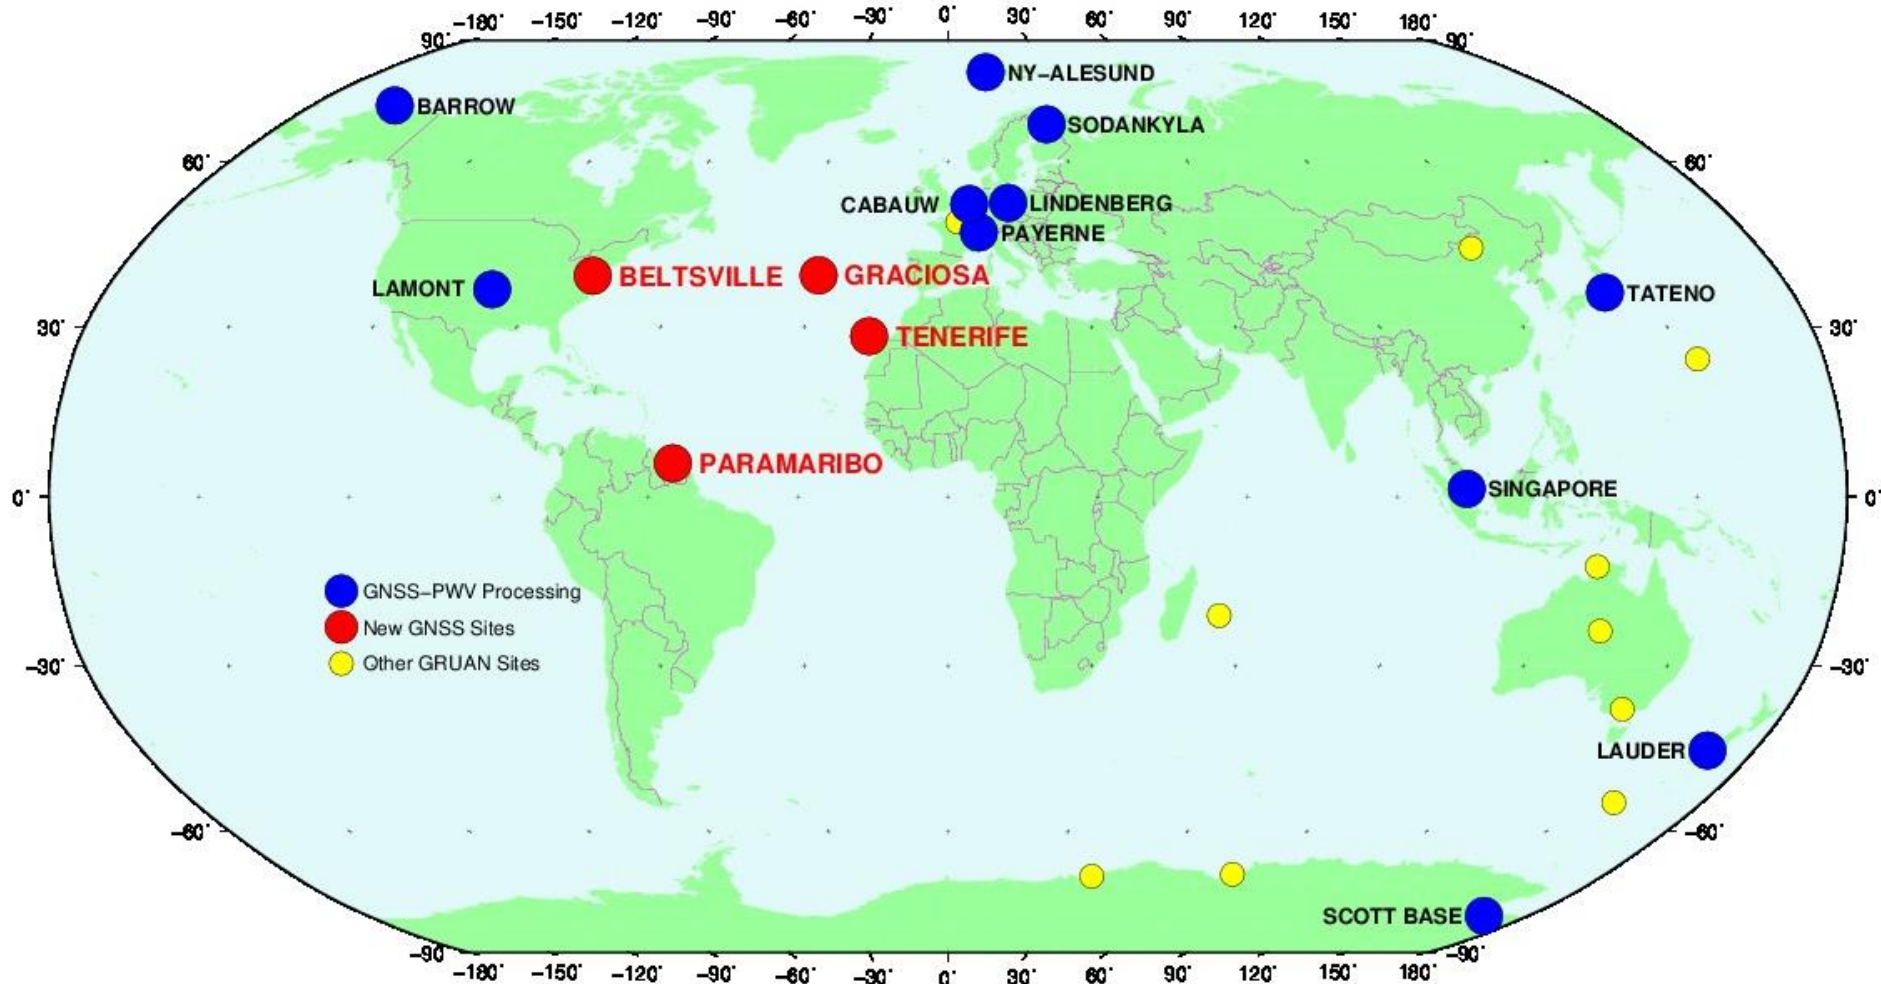 -180° -150° -120° -90° -60° -30° 0° 30° 60° 90° 120° 150° 180°
90° 90°
NY-ALESUND
BARROW
SODANKYLA
60° 60°
CABAUW LINDENBERG
PAYERNE
BELTSVILLE GRACIOSA
LAMONT TATENO
30° TENERIFE 30°
PARAMARIBO
0° SINGAPORE 0°
GNSS-PWV Processing
New GNSS Sites
Other GRUAN Sites
-30° -30°
LAUDER
-60° -60°
SCOTT BASE
-90° -90°
-180° -150° -120° -90° -60° -30° 0° 30° 60° 90° 120° 150° 180°